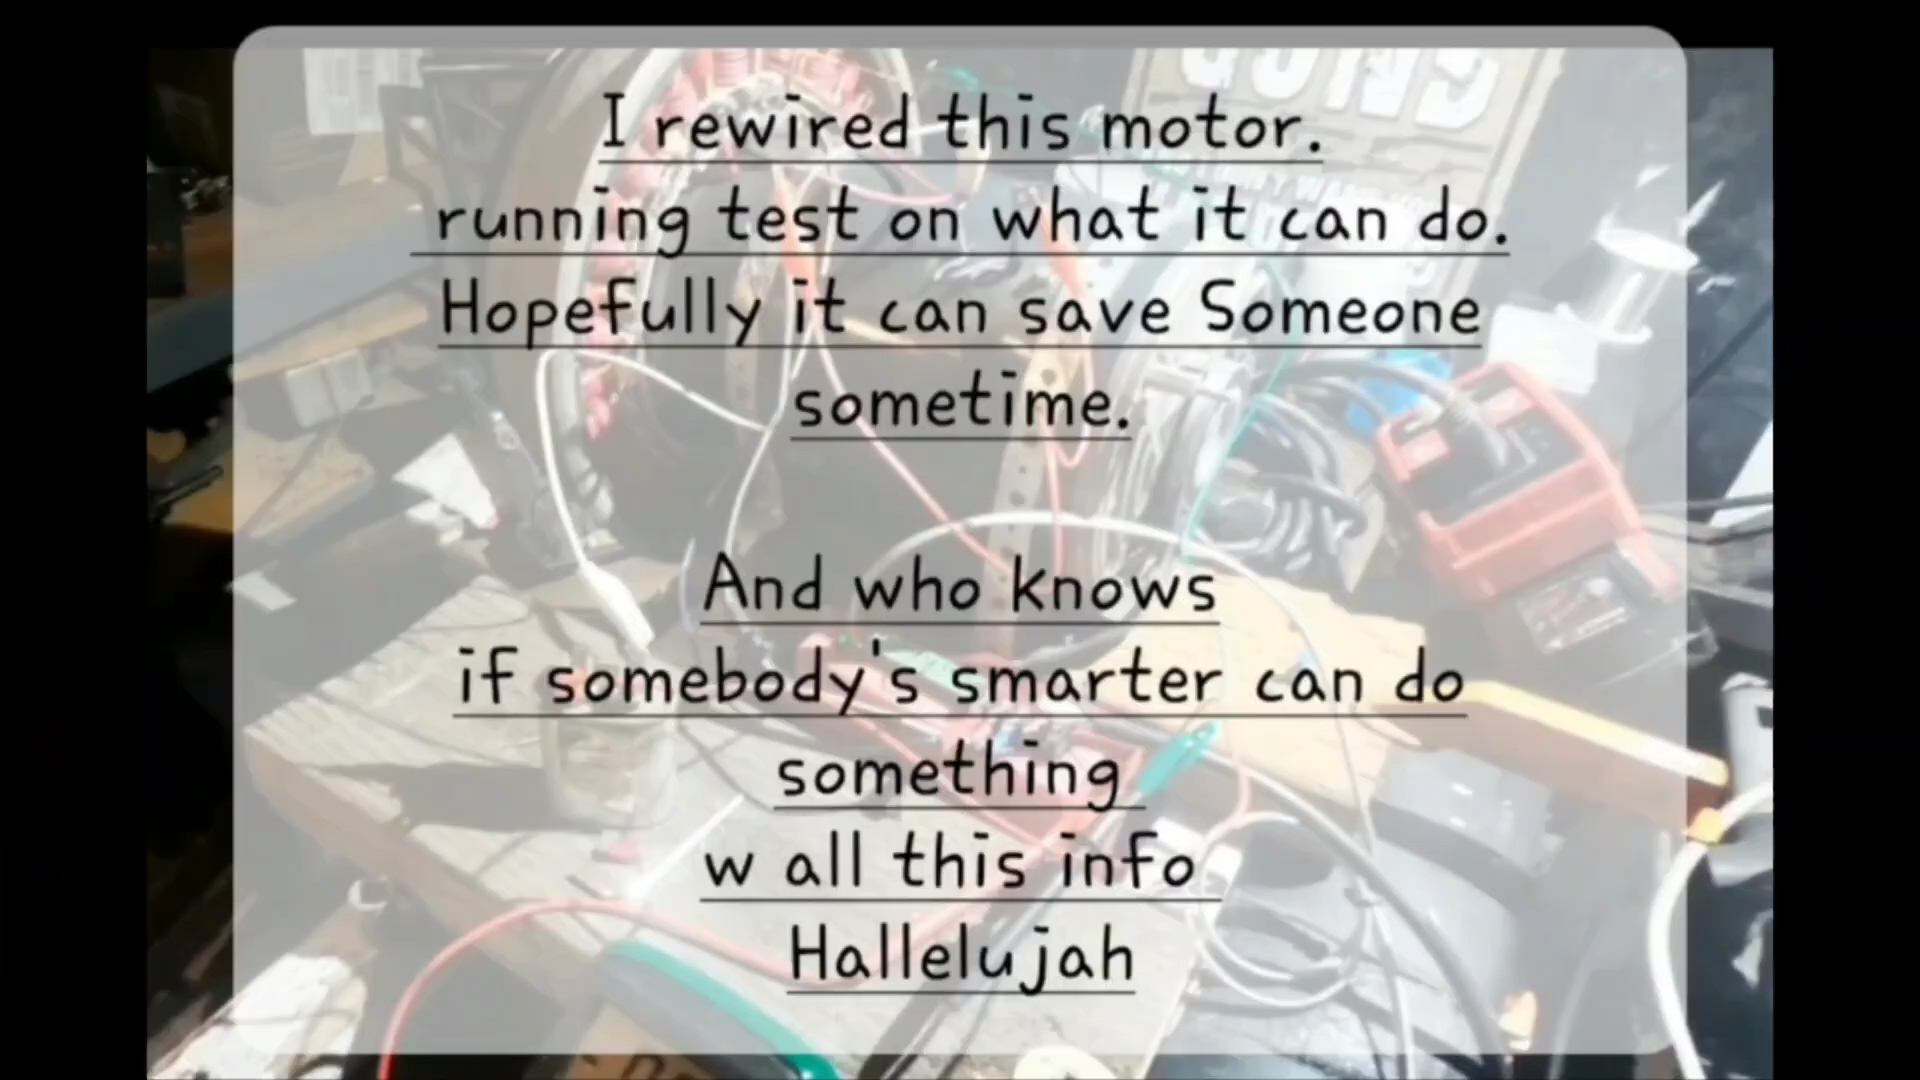 I rewired this motor.
running test on what it can do.
Hopefully it can save Someone
sometime.
And who knows
if somebody's smarter can do
something
w all this info
Hallelujah